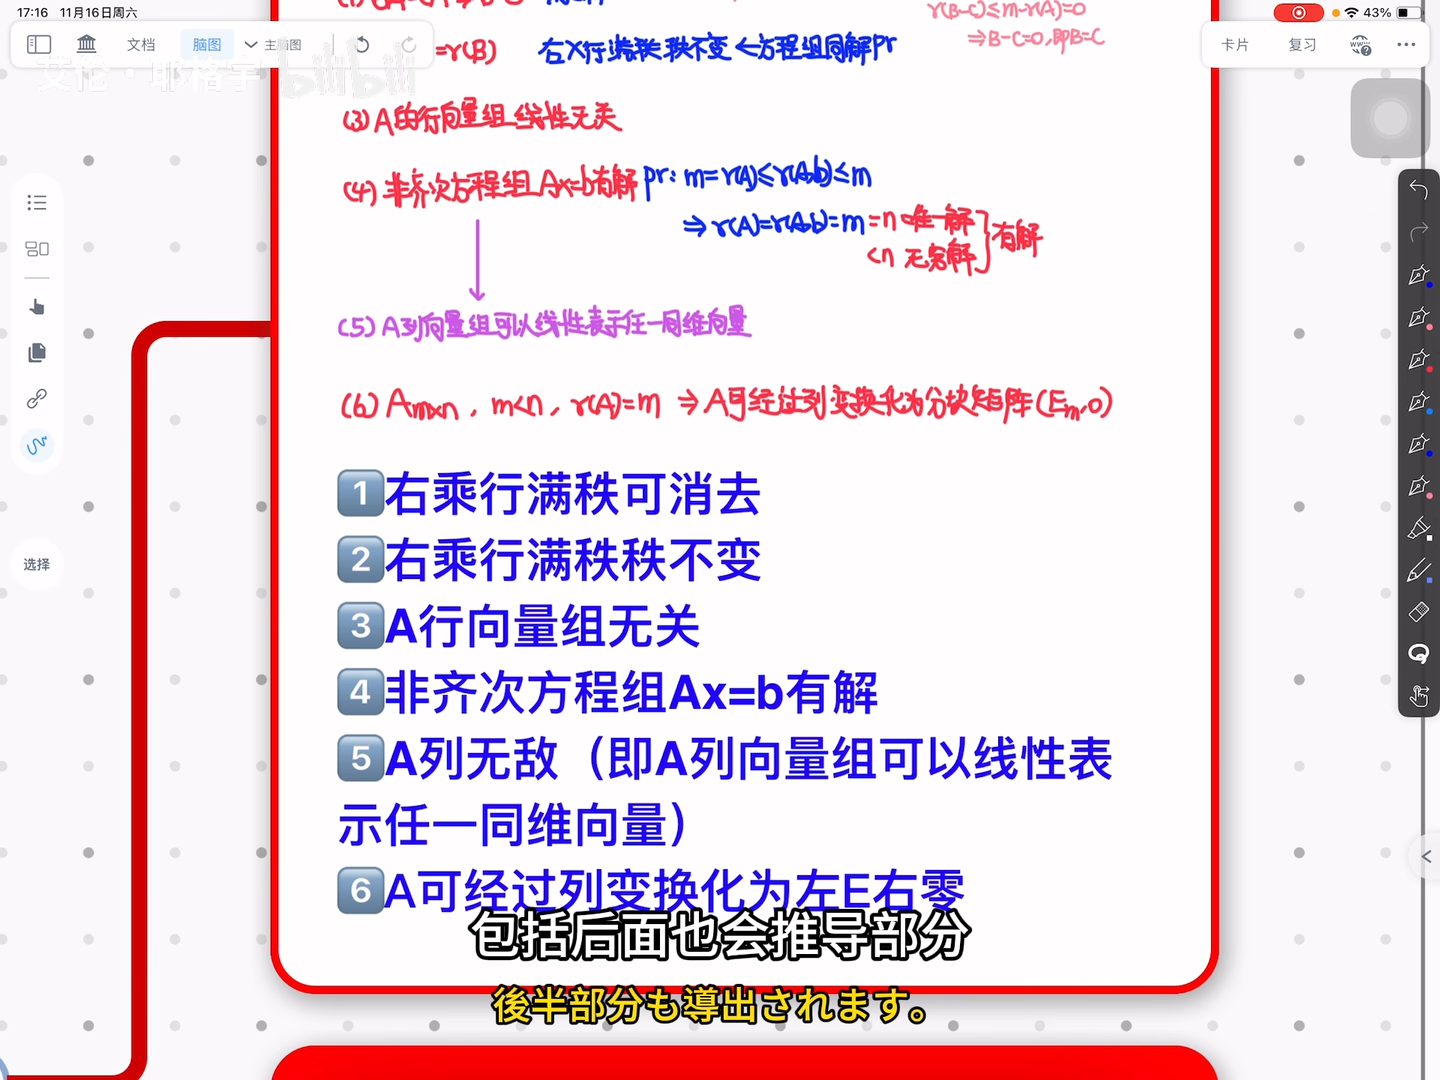 17:16 11月16日周六
43%
文档
脑图
主脑图
卡片
复习
艾伦·耶格宇 bilibili
r(B-C)≤m-r(A)=0
⇒B-C=0,即B=C
=r(B) 右×行满秩秩不变←方程组同解pr
(3)A的行向量组线性无关
(4)非齐次方程组Ax=b有解 pr: m=r(A)≤r(A,b)≤m
⇒r(A)=r(A,b)=m =n 唯一解
<n 无穷解
有解
(5)A列向量组可以线性表示任一同维向量
(6)Am×n, m<n, r(A)=m ⇒A可经过列变换化为分块矩阵(Em,0)
1右乘行满秩可消去
2右乘行满秩秩不变
3A行向量组无关
4非齐次方程组Ax=b有解
5A列无敌（即A列向量组可以线性表
示任一同维向量）
6A可经过列变换化为左E右零
选择
包括后面也会推导部分
後半部分も導出されます。